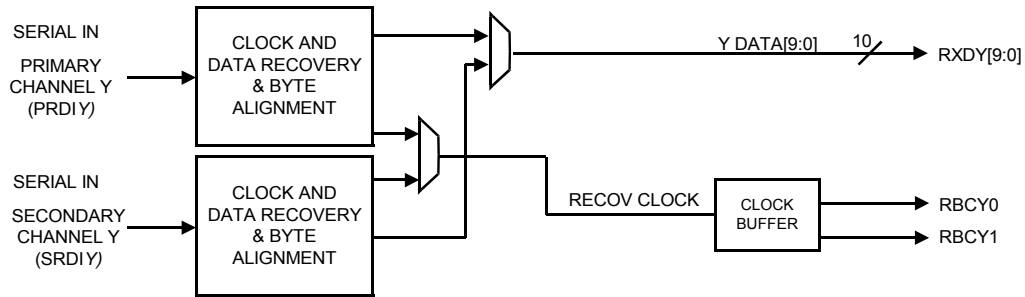 SERIAL IN
PRIMARY
CHANNEL Y
(PRDIY)
CLOCK AND
DATA RECOVERY
& BYTE
ALIGNMENT
Y DATA[9:0]
10
RXDY[9:0]
SERIAL IN
SECONDARY
CHANNEL Y
(SRDIY)
CLOCK AND
DATA RECOVERY
& BYTE
ALIGNMENT
RECOV CLOCK
CLOCK
BUFFER
RBCY0
RBCY1